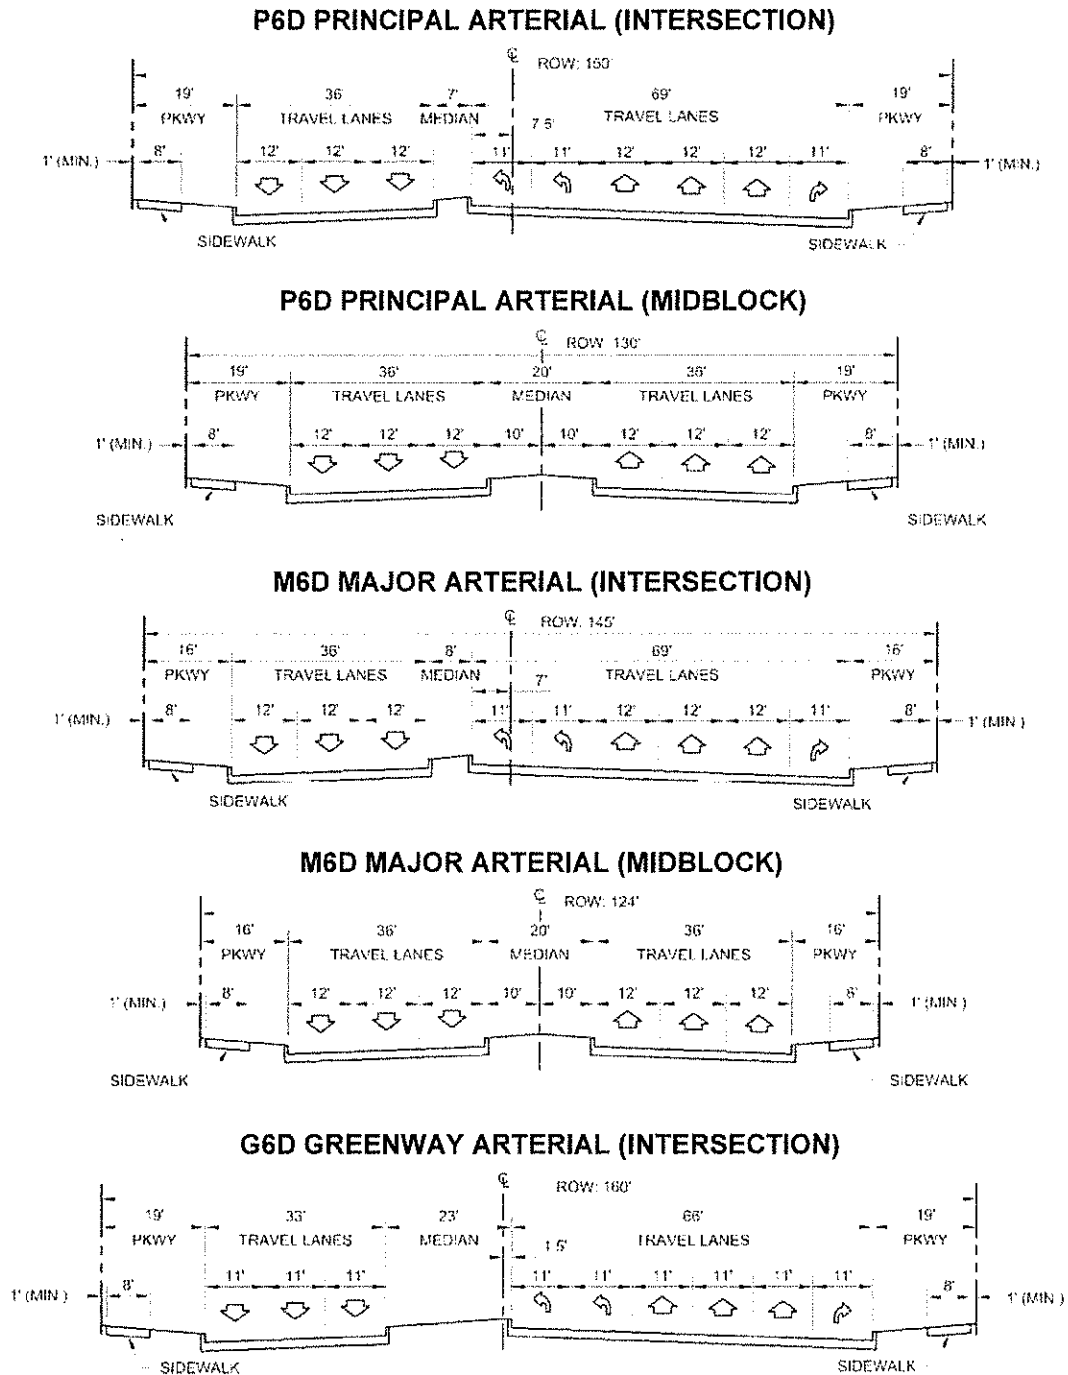 P6D PRINCIPAL ARTERIAL (INTERSECTION)
℄ ROW: 150'
19' 36' 7' 69' 19'
PKWY TRAVEL LANES MEDIAN TRAVEL LANES PKWY
7.5'
1' (MIN.) 8' 12' 12' 12' 11' 11' 12' 12' 12' 11' 8' 1' (MIN.)
SIDEWALK SIDEWALK
P6D PRINCIPAL ARTERIAL (MIDBLOCK)
℄ ROW: 130'
19' 36' 20' 36' 19'
PKWY TRAVEL LANES MEDIAN TRAVEL LANES PKWY
1' (MIN.) 8' 12' 12' 12' 10' 10' 12' 12' 12' 8' 1' (MIN.)
SIDEWALK SIDEWALK
M6D MAJOR ARTERIAL (INTERSECTION)
℄ ROW: 145'
16' 36' 8' 69' 16'
PKWY TRAVEL LANES MEDIAN TRAVEL LANES PKWY
7'
1' (MIN.) 8' 12' 12' 12' 11' 11' 12' 12' 12' 11' 8' 1' (MIN.)
SIDEWALK SIDEWALK
M6D MAJOR ARTERIAL (MIDBLOCK)
℄ ROW: 124'
16' 36' 20' 36' 16'
PKWY TRAVEL LANES MEDIAN TRAVEL LANES PKWY
1' (MIN.) 8' 12' 12' 12' 10' 10' 12' 12' 12' 8' 1' (MIN.)
SIDEWALK SIDEWALK
G6D GREENWAY ARTERIAL (INTERSECTION)
℄ ROW: 160'
19' 33' 23' 66' 19'
PKWY TRAVEL LANES MEDIAN TRAVEL LANES PKWY
1.5'
1' (MIN.) 8' 11' 11' 11' 11' 11' 11' 11' 11' 11' 8' 1' (MIN.)
SIDEWALK SIDEWALK